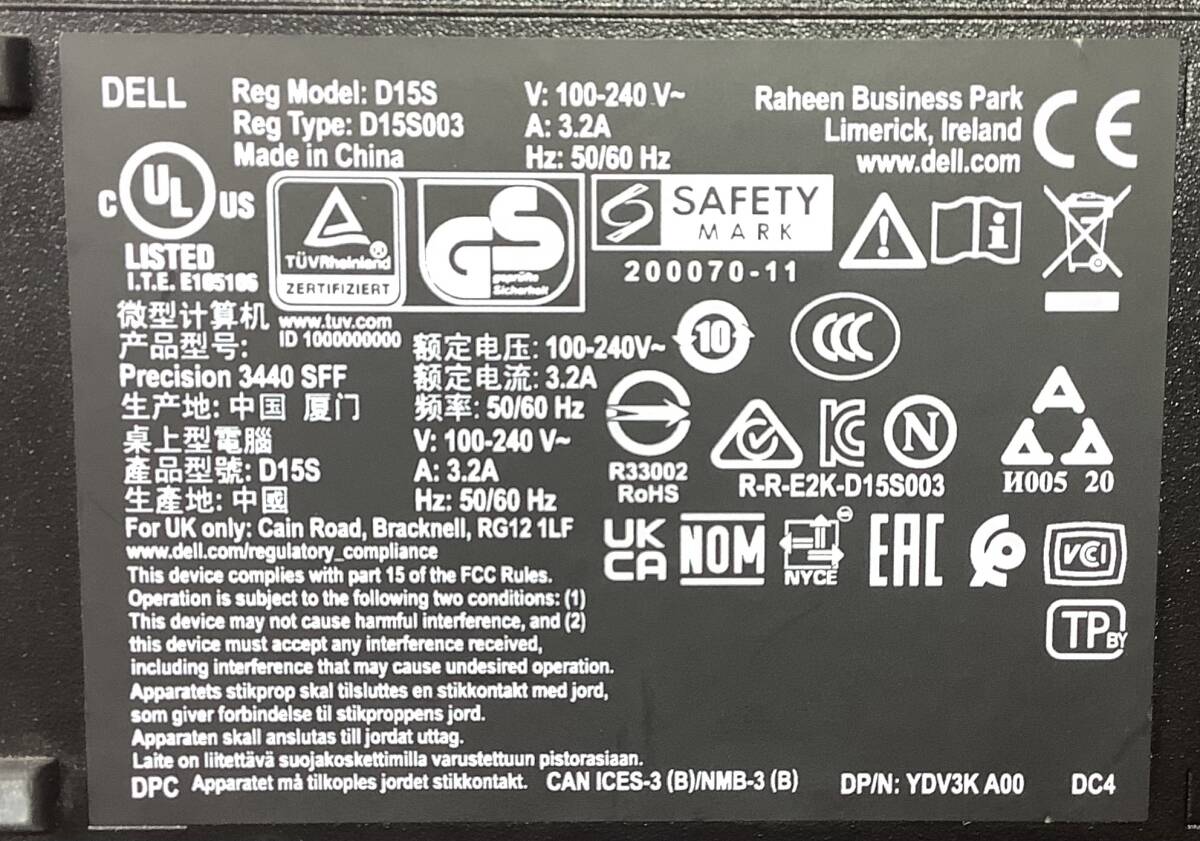 DELL
Reg Model: D15S
Reg Type: D15S003
Made in China
V: 100-240 V~
A: 3.2A
Hz: 50/60 Hz
Raheen Business Park
Limerick, Ireland
www.dell.com
CE
C UL US
LISTED
I.T.E. E185106
TÜVRheinland
ZERTIFIZIERT
GS
geprüfte
Sicherheit
www.tuv.com
ID 1000000000
SAFETY
MARK
200070-11
i
微型计算机
产品型号:
Precision 3440 SFF
生产地: 中国 厦门
桌上型電腦
產品型號: D15S
生產地: 中國
额定电压: 100-240V~
额定电流: 3.2A
频率: 50/60 Hz
V: 100-240 V~
A: 3.2A
Hz: 50/60 Hz
10
CCC
R33002
RoHS
KC
N
R-R-E2K-D15S003
И005 20
For UK only: Cain Road, Bracknell, RG12 1LF
www.dell.com/regulatory_compliance
UK
CA
NOM
NYCE
EAC
VCI
TP BY
This device complies with part 15 of the FCC Rules.
Operation is subject to the following two conditions: (1)
This device may not cause harmful interference, and (2)
this device must accept any interference received,
including interference that may cause undesired operation.
Apparatets stikprop skal tilsluttes en stikkontakt med jord,
som giver forbindelse til stikproppens jord.
Apparaten skall anslutas till jordat uttag.
Laite on liitettävä suojakoskettimilla varustettuun pistorasiaan.
DPC Apparatet må tilkoples jordet stikkontakt. CAN ICES-3 (B)/NMB-3 (B) DP/N: YDV3K A00 DC4